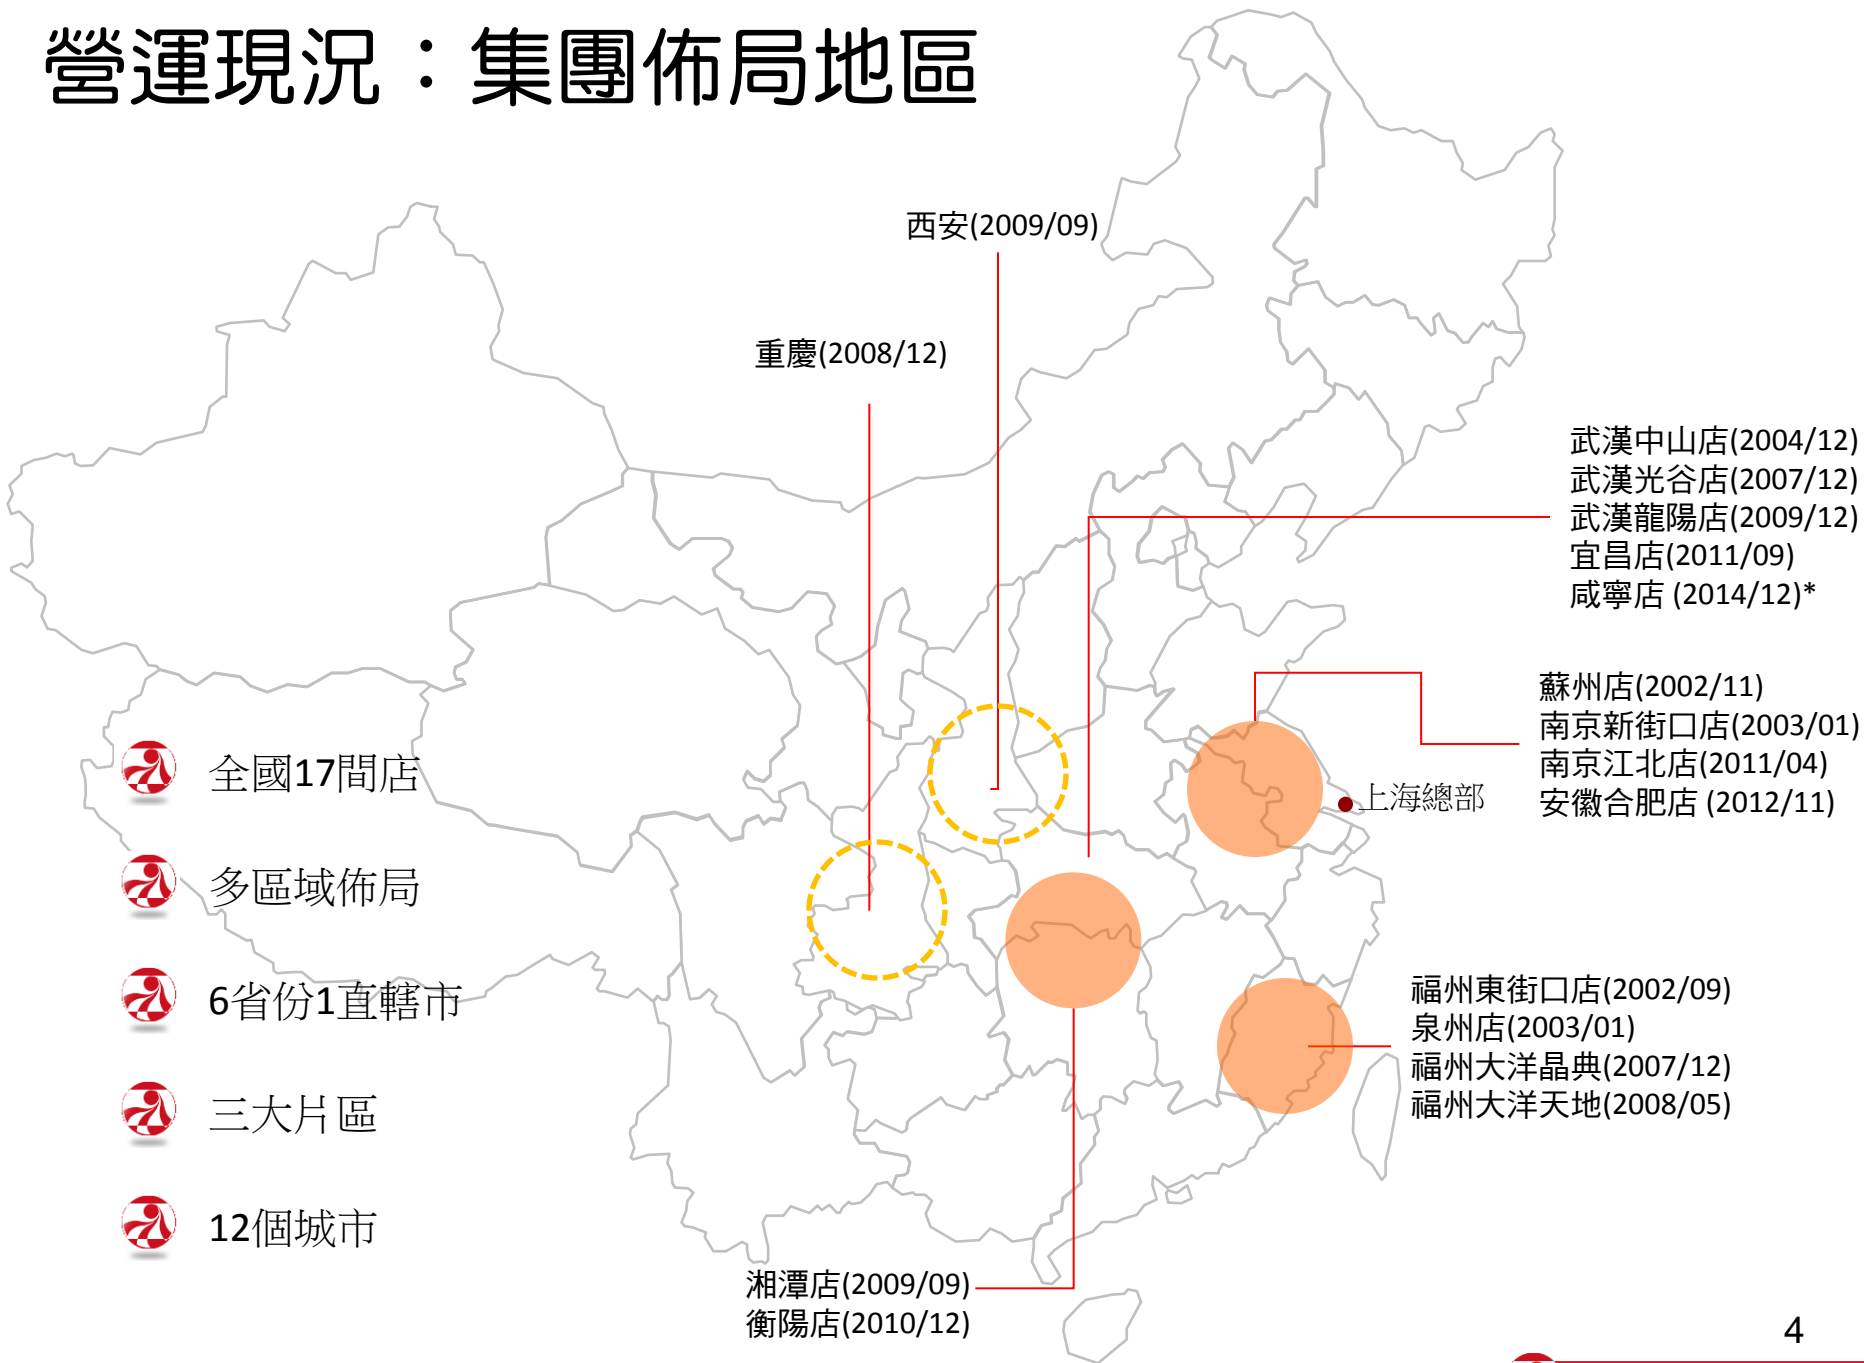 營運現況：集團佈局地區
西安(2009/09)
重慶(2008/12)
武漢中山店(2004/12)
武漢光谷店(2007/12)
武漢龍陽店(2009/12)
宜昌店(2011/09)
咸寧店 (2014/12)*
蘇州店(2002/11)
南京新街口店(2003/01)
南京江北店(2011/04)
安徽合肥店 (2012/11)
上海總部
全國17間店
多區域佈局
6省份1直轄市
三大片區
12個城市
福州東街口店(2002/09)
泉州店(2003/01)
福州大洋晶典(2007/12)
福州大洋天地(2008/05)
湘潭店(2009/09)
衡陽店(2010/12)
4